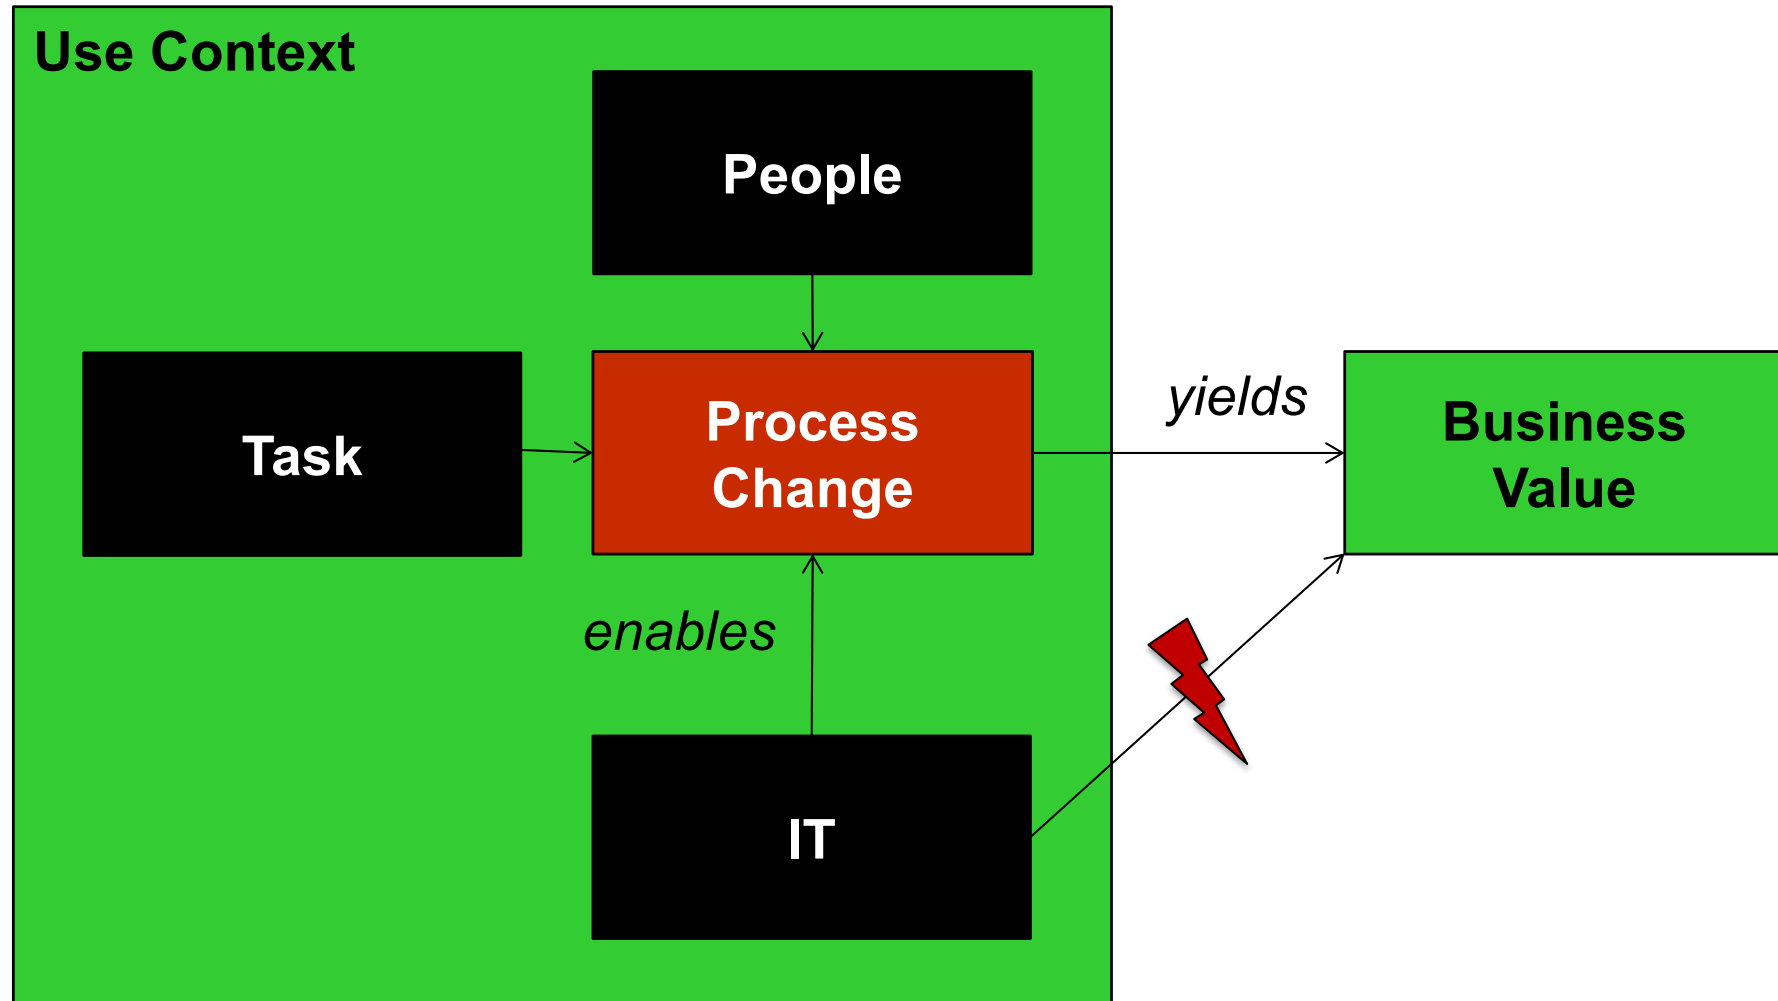 Use Context
People
Task
Process
Change
yields
Business
Value
enables
IT